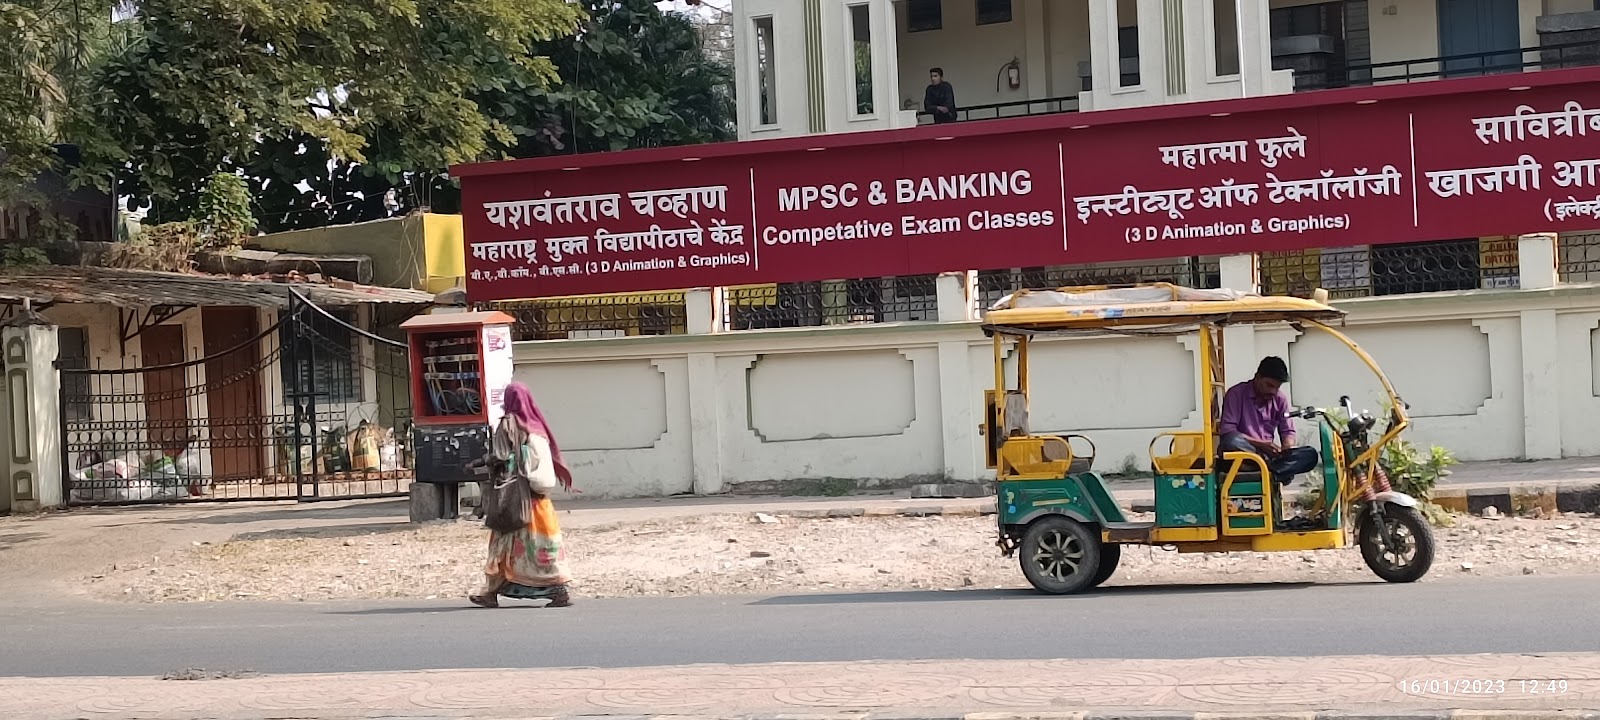 यशवंतराव चव्हाण
महाराष्ट्र मुक्त विद्यापीठाचे केंद्र
बी.ए.,बी.कॉम., बी.एस.सी. (3 D Animation & Graphics)
MPSC & BANKING
Competative Exam Classes
महात्मा फुले
इन्स्टीट्यूट ऑफ टेक्नॉलॉजी
(3 D Animation & Graphics)
खाजगी
MAYURI
16/01/2023 12:49